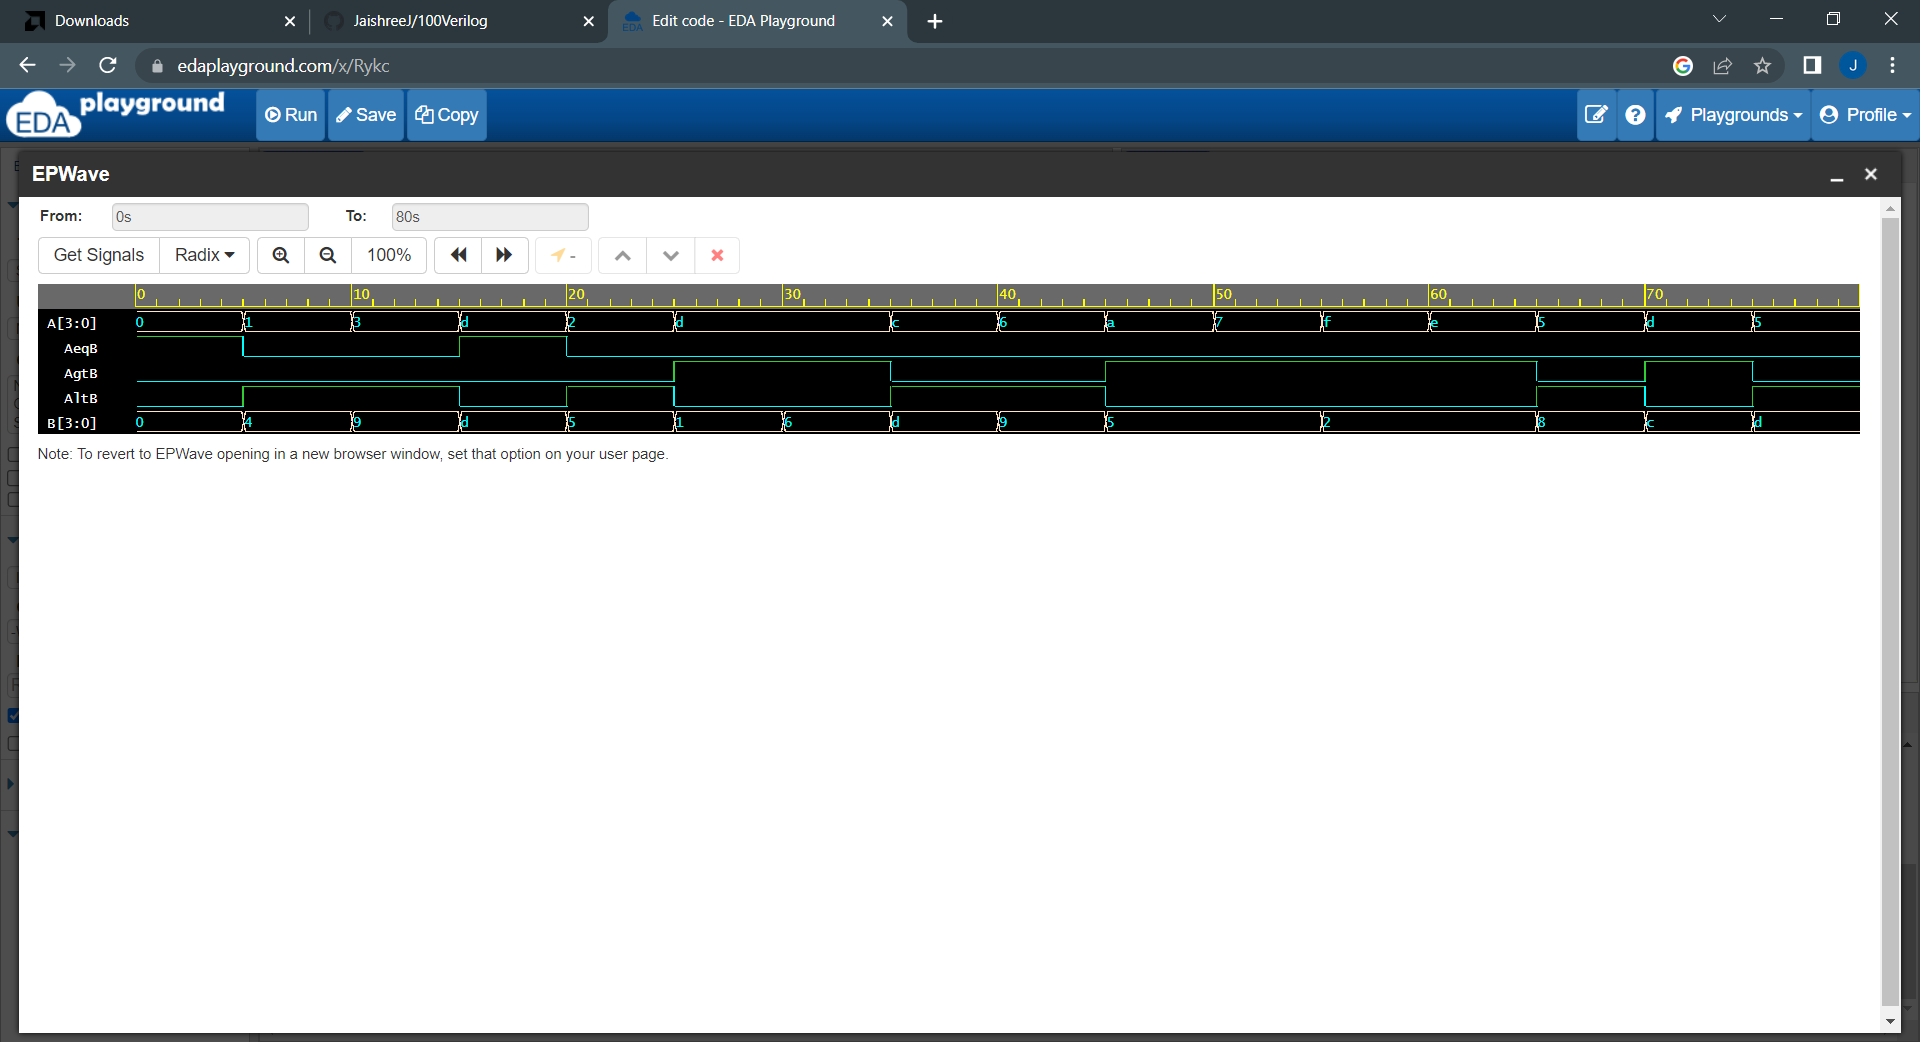 Downloads
JaishreeJ/100Verilog
Edit code - EDA Playground
edaplayground.com/x/Rykc
J
EDA playground
Run
Save
Copy
Playgrounds
Profile
EPWave
From: 0s To: 80s
Get Signals
Radix
100%
-
0 10 20 30 40 50 60 70
A[3:0] 0 1 3 d 2 d c 6 a 7 f e 5 d 5
AeqB
AgtB
AltB
B[3:0] 0 4 9 d 5 1 6 d 9 5 2 8 c d
Note: To revert to EPWave opening in a new browser window, set that option on your user page.